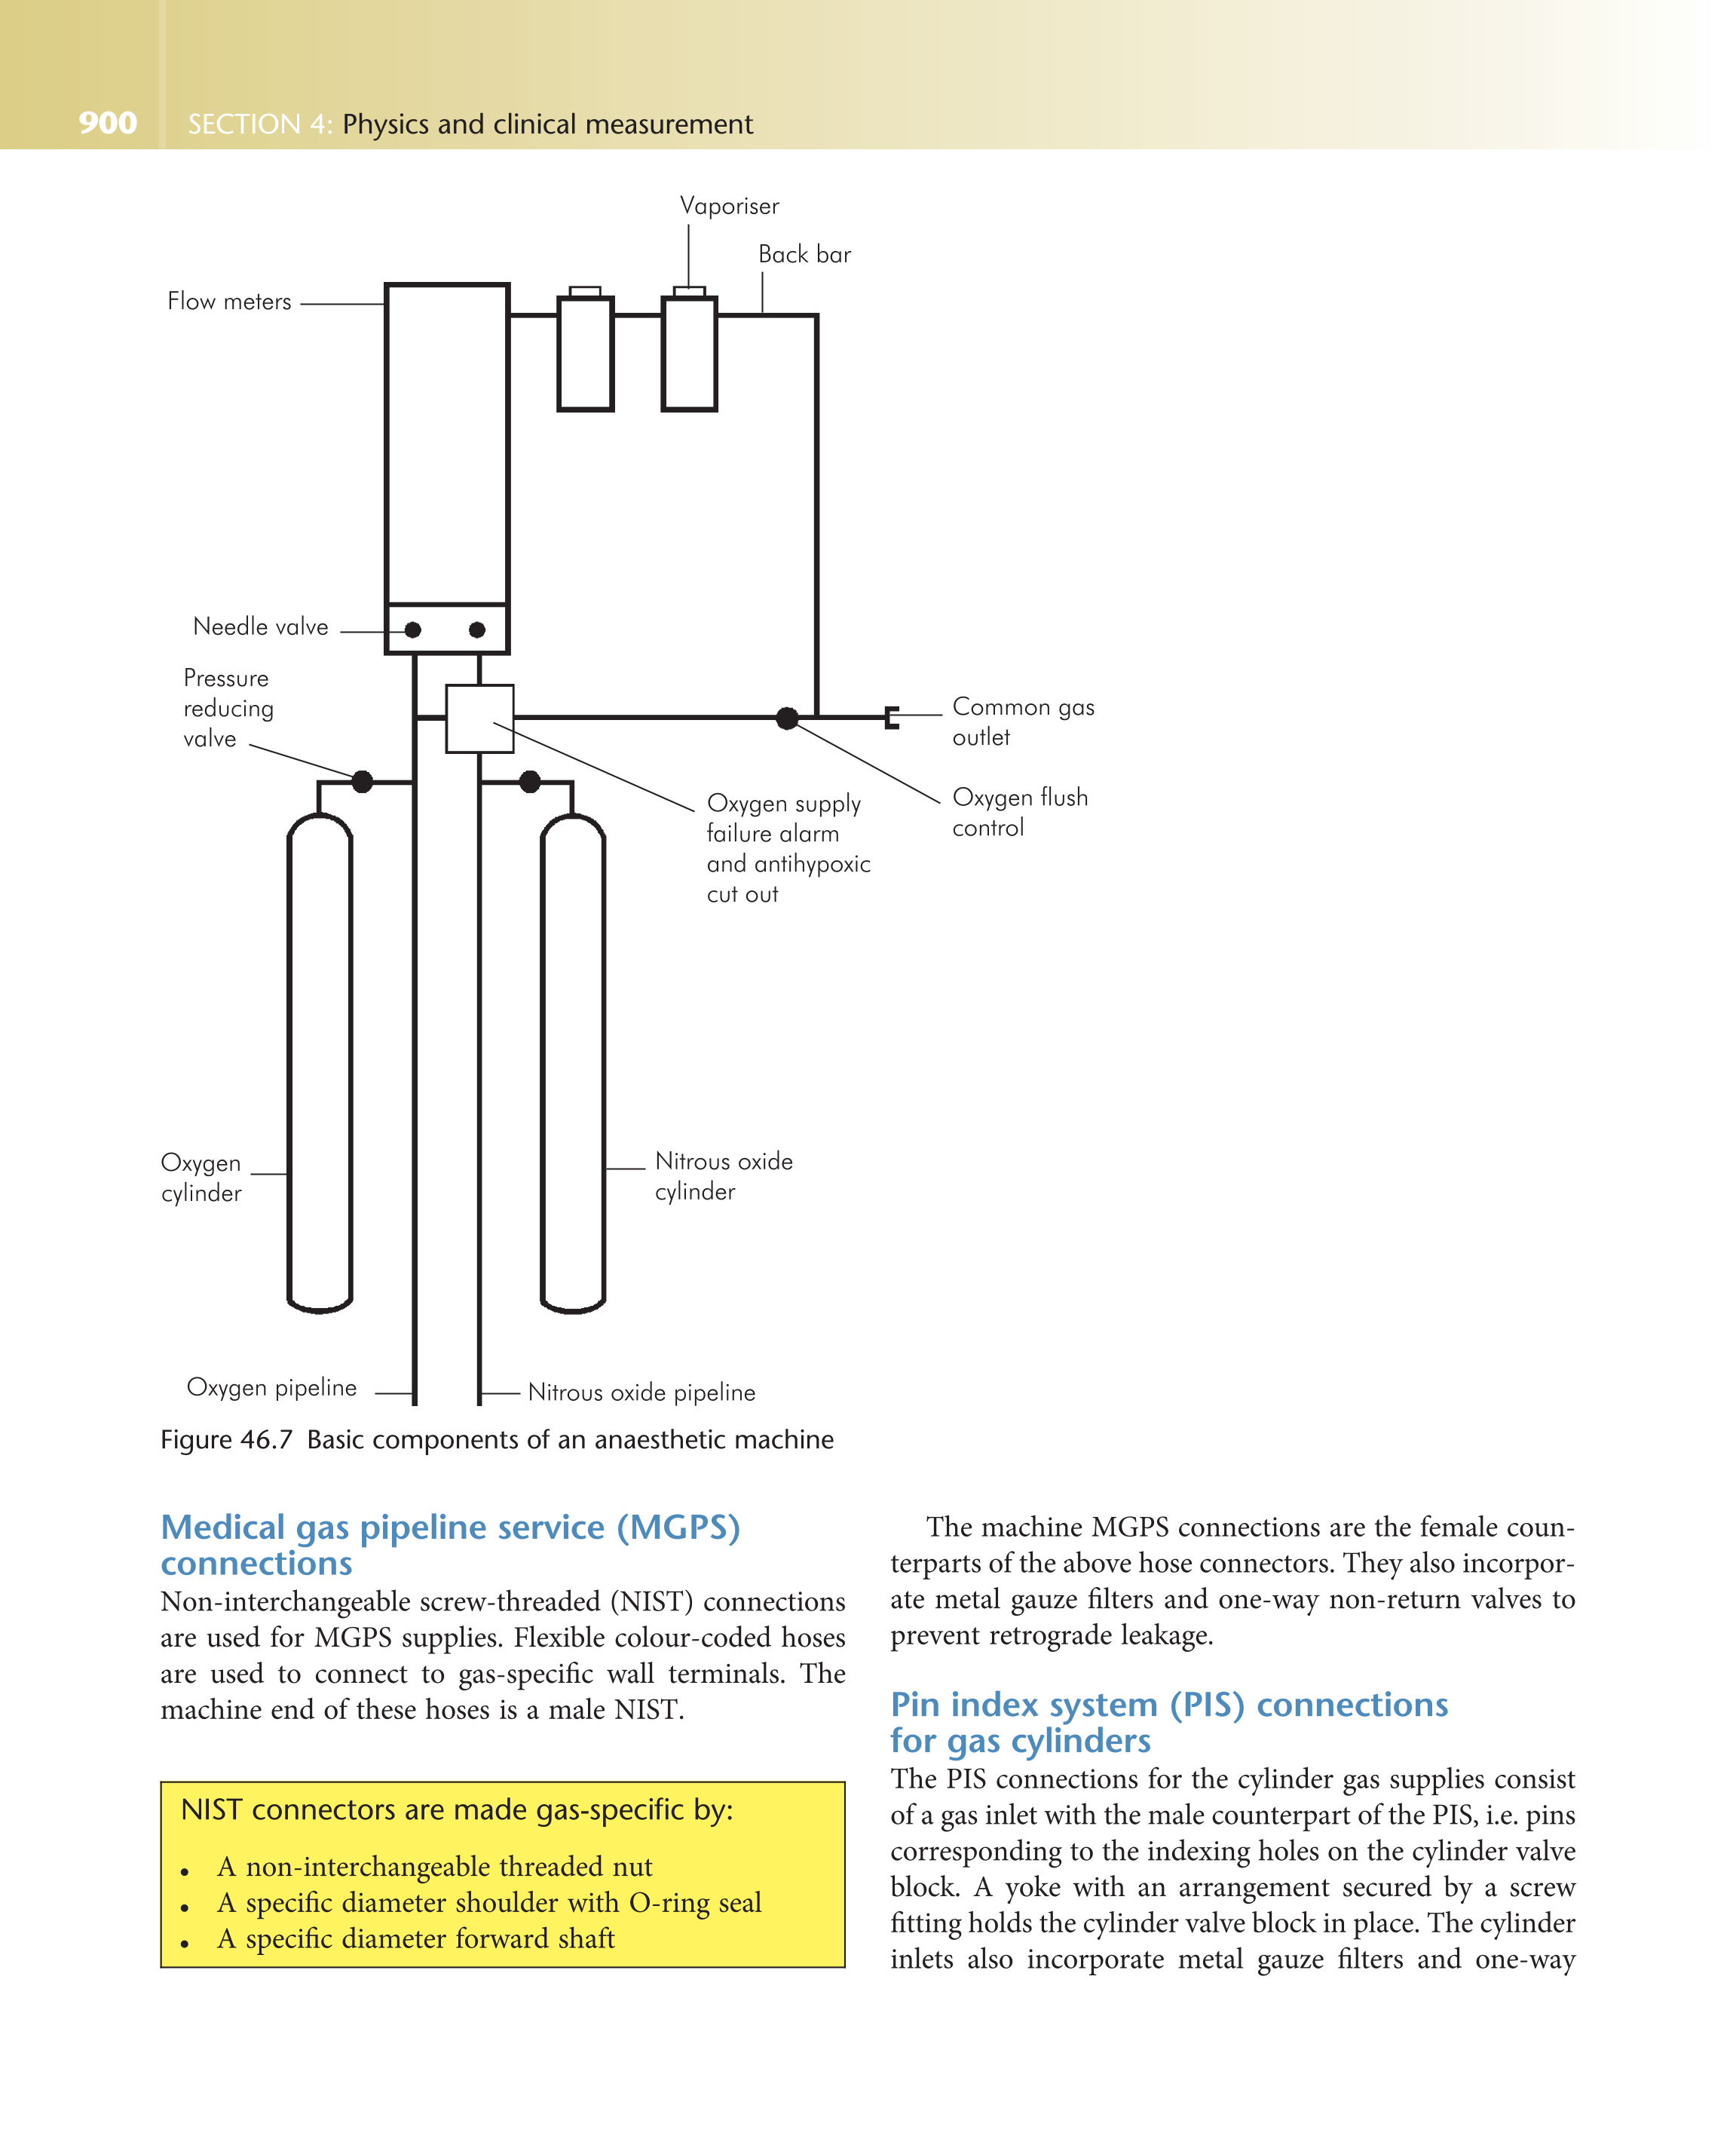 900 SECTION 4: Physics and clinical measurement
Vaporiser
Back bar
Flow meters
Needle valve
Pressure
reducing
valve
Common gas
outlet
Oxygen flush
control
Oxygen supply
failure alarm
and antihypoxic
cut out
Oxygen
cylinder
Nitrous oxide
cylinder
Oxygen pipeline
Nitrous oxide pipeline
Figure 46.7 Basic components of an anaesthetic machine
Medical gas pipeline service (MGPS)
connections
Non-interchangeable screw-threaded (NIST) connections
are used for MGPS supplies. Flexible colour-coded hoses
are used to connect to gas-specific wall terminals. The
machine end of these hoses is a male NIST.
NIST connectors are made gas-specific by:
• A non-interchangeable threaded nut
• A specific diameter shoulder with O-ring seal
• A specific diameter forward shaft
The machine MGPS connections are the female coun-
terparts of the above hose connectors. They also incorpor-
ate metal gauze filters and one-way non-return valves to
prevent retrograde leakage.
Pin index system (PIS) connections
for gas cylinders
The PIS connections for the cylinder gas supplies consist
of a gas inlet with the male counterpart of the PIS, i.e. pins
corresponding to the indexing holes on the cylinder valve
block. A yoke with an arrangement secured by a screw
fitting holds the cylinder valve block in place. The cylinder
inlets also incorporate metal gauze filters and one-way